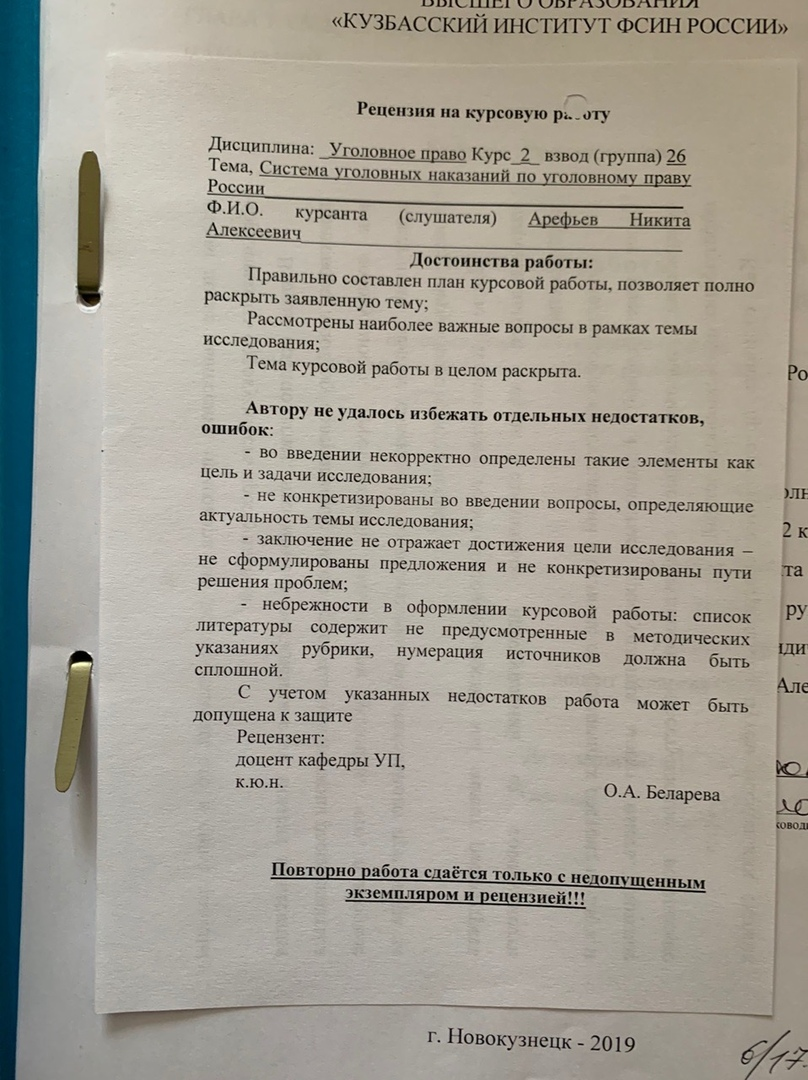 ВЫСШЕГО ОБРАЗОВАНИЯ
«КУЗБАССКИЙ ИНСТИТУТ ФСИН РОССИИ»
Рецензия на курсовую работу
Дисциплина: Уголовное право Курс 2 взвод (группа) 26
Тема, Система уголовных наказаний по уголовному праву
России
Ф.И.О. курсанта (слушателя) Арефьев Никита
Алексеевич
Достоинства работы:
Правильно составлен план курсовой работы, позволяет полно
раскрыть заявленную тему;
Рассмотрены наиболее важные вопросы в рамках темы
исследования;
Тема курсовой работы в целом раскрыта.
Автору не удалось избежать отдельных недостатков,
ошибок:
- во введении некорректно определены такие элементы как
цель и задачи исследования;
- не конкретизированы во введении вопросы, определяющие
актуальность темы исследования;
- заключение не отражает достижения цели исследования –
не сформулированы предложения и не конкретизированы пути
решения проблем;
- небрежности в оформлении курсовой работы: список
литературы содержит не предусмотренные в методических
указаниях рубрики, нумерация источников должна быть
сплошной.
С учетом указанных недостатков работа может быть
допущена к защите
Рецензент:
доцент кафедры УП,
к.ю.н.
О.А. Беларева
Повторно работа сдаётся только с недопущенным
экземпляром и рецензией!!!
г. Новокузнецк - 2019
6/17